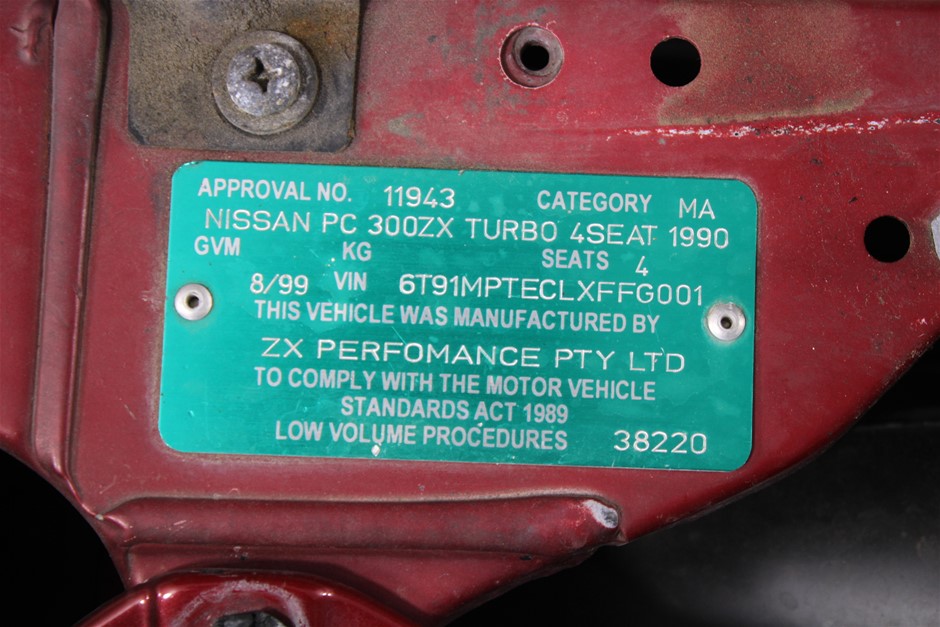 APPROVAL NO. 11943 CATEGORY MA
NISSAN PC 300ZX TURBO 4SEAT 1990
GVM KG SEATS 4
8/99 VIN 6T91MPTECLXFFG001
THIS VEHICLE WAS MANUFACTURED BY
ZX PERFOMANCE PTY LTD
TO COMPLY WITH THE MOTOR VEHICLE
STANDARDS ACT 1989
LOW VOLUME PROCEDURES 38220